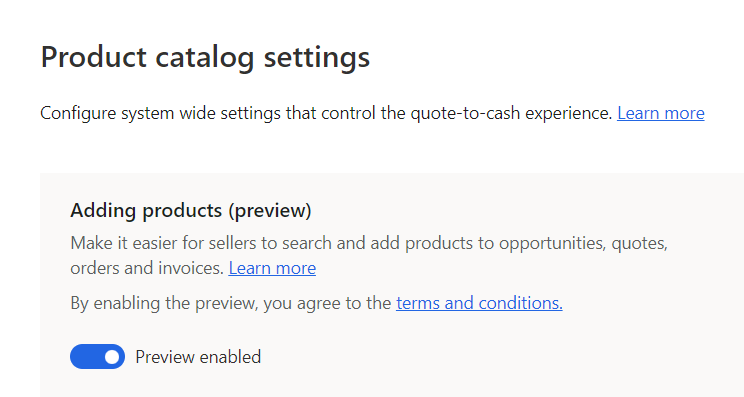 Product catalog settings
Configure system wide settings that control the quote-to-cash experience. Learn more
Adding products (preview)
Make it easier for sellers to search and add products to opportunities, quotes,
orders and invoices. Learn more
By enabling the preview, you agree to the terms and conditions.
Preview enabled